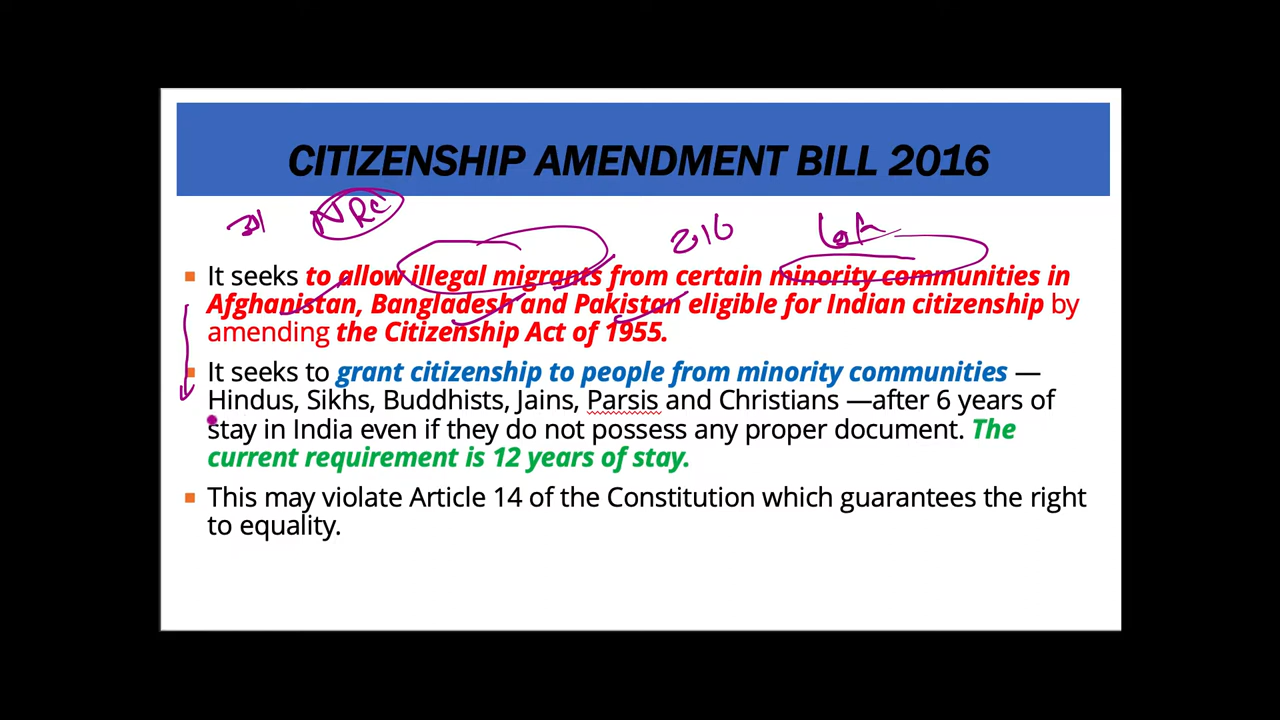 CITIZENSHIP AMENDMENT BILL 2016
NRC
2016
It seeks to allow illegal migrants from certain minority communities in
Afghanistan, Bangladesh and Pakistan eligible for Indian citizenship by
amending the Citizenship Act of 1955.
It seeks to grant citizenship to people from minority communities —
Hindus, Sikhs, Buddhists, Jains, Parsis and Christians —after 6 years of
stay in India even if they do not possess any proper document. The
current requirement is 12 years of stay.
This may violate Article 14 of the Constitution which guarantees the right
to equality.